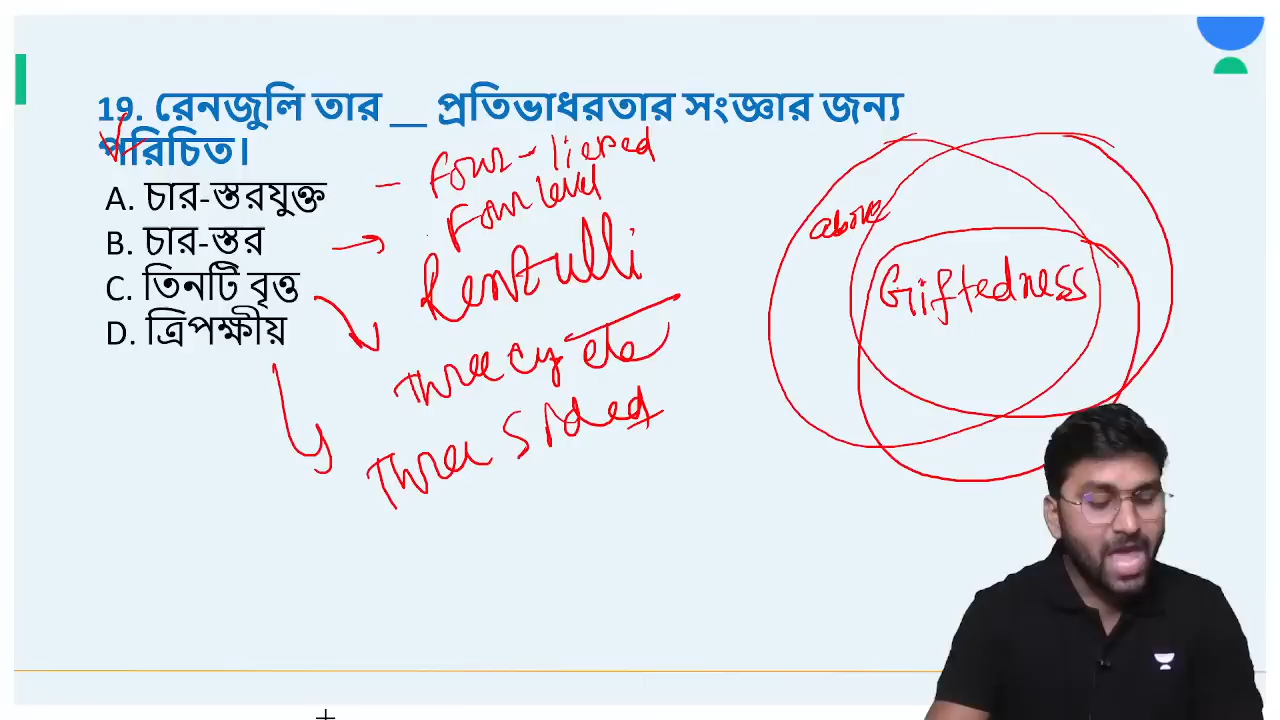 19. রেনজুলি তার __ প্রতিভাধরতার সংজ্ঞার জন্য
পরিচিত।
A. চার-স্তরযুক্ত
B. চার-স্তর
C. তিনটি বৃত্ত
D. ত্রিপক্ষীয়
Four-tiered
Four level
Renzulli
Three cycle
Three Sided
above
Giftedness